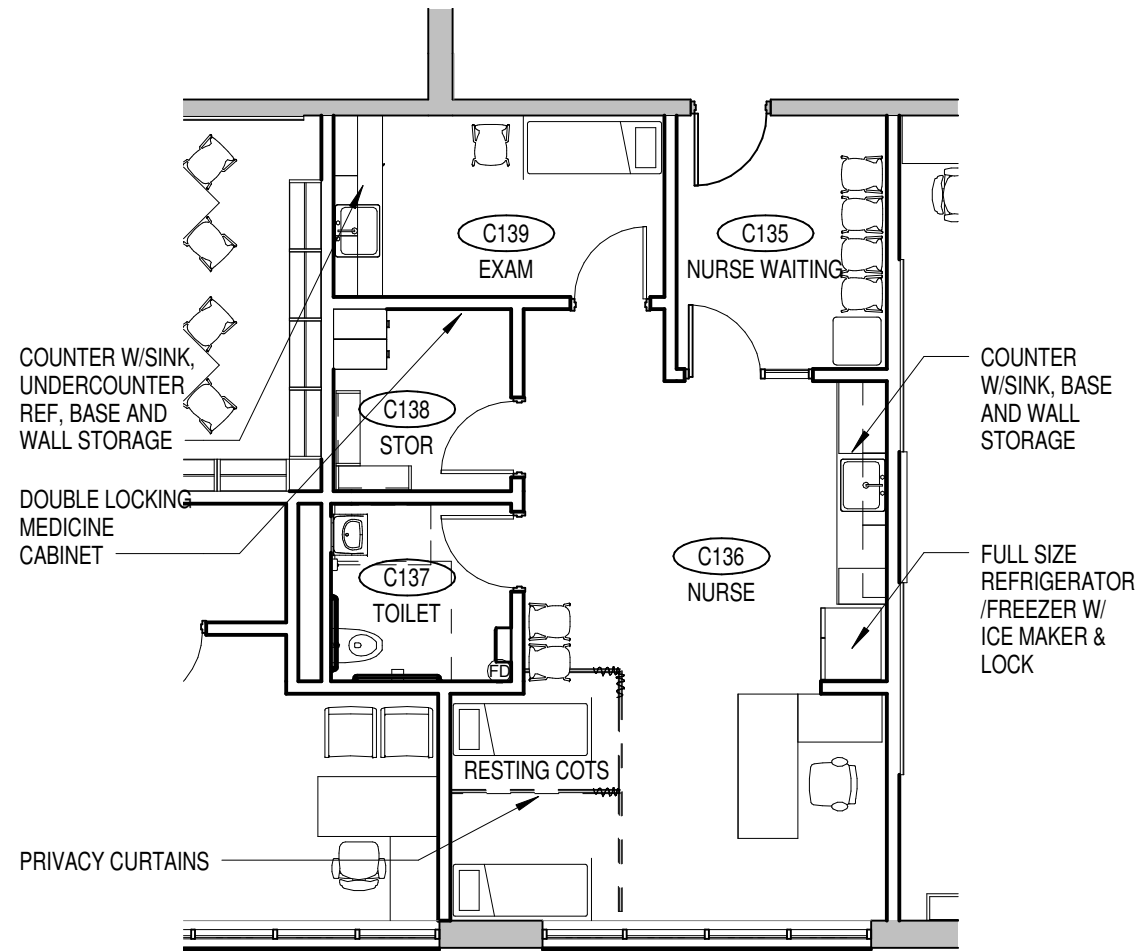 C139
EXAM
C135
NURSE WAITING
COUNTER W/SINK,
UNDERCOUNTER
REF, BASE AND
WALL STORAGE
C138
STOR
COUNTER
W/SINK, BASE
AND WALL
STORAGE
DOUBLE LOCKING
MEDICINE
CABINET
C137
TOILET
FD
C136
NURSE
FULL SIZE
REFRIGERATOR
/FREEZER W/
ICE MAKER &
LOCK
RESTING COTS
PRIVACY CURTAINS